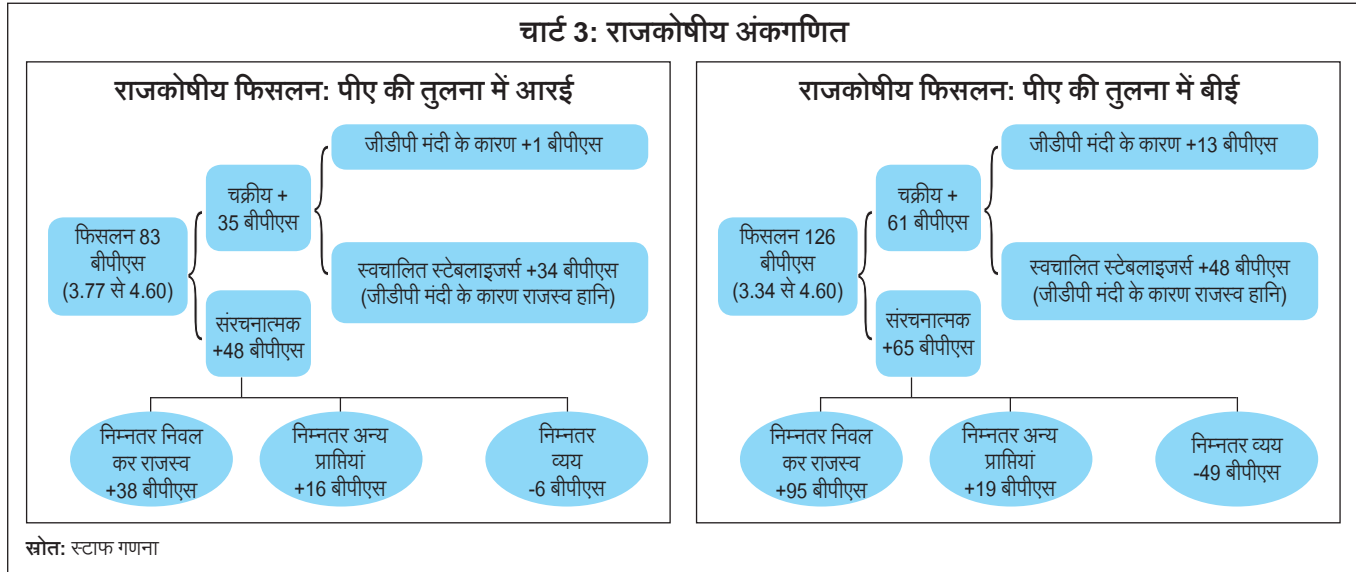 चार्ट 3: राजकोषीय अंकगणित
राजकोषीय फिसलन: पीए की तुलना में आरई
जीडीपी मंदी के कारण +1 बीपीएस
चक्रीय +
35 बीपीएस
फिसलन 83
बीपीएस
(3.77 से 4.60)
स्वचालित स्टेबलाइजर्स +34 बीपीएस
(जीडीपी मंदी के कारण राजस्व हानि)
संरचनात्मक
+48 बीपीएस
निम्नतर निवल
कर राजस्व
+38 बीपीएस
निम्नतर अन्य
प्राप्तियां
+16 बीपीएस
निम्नतर
व्यय
-6 बीपीएस
राजकोषीय फिसलन: पीए की तुलना में बीई
जीडीपी मंदी के कारण +13 बीपीएस
चक्रीय +
61 बीपीएस
फिसलन 126
बीपीएस
(3.34 से 4.60)
स्वचालित स्टेबलाइजर्स +48 बीपीएस
(जीडीपी मंदी के कारण राजस्व हानि)
संरचनात्मक
+65 बीपीएस
निम्नतर निवल
कर राजस्व
+95 बीपीएस
निम्नतर अन्य
प्राप्तियां
+19 बीपीएस
निम्नतर व्यय
-49 बीपीएस
स्रोत: स्टाफ गणना